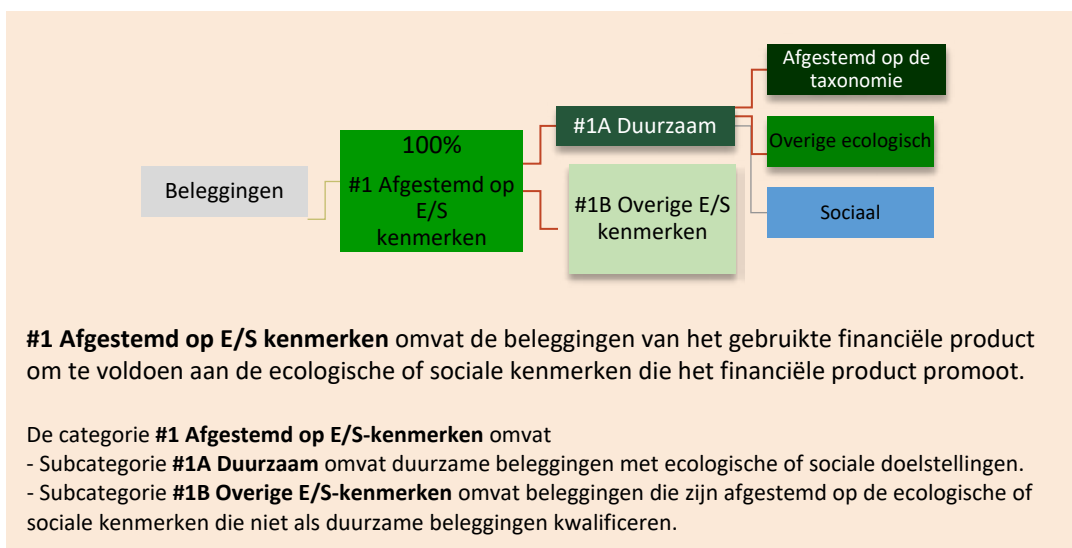 Beleggingen
100%
#1 Afgestemd op
E/S
kenmerken
#1A Duurzaam
#1B Overige E/S
kenmerken
Afgestemd op de
taxonomie
Overige ecologisch
Sociaal
#1 Afgestemd op E/S kenmerken omvat de beleggingen van het gebruikte financiële product
om te voldoen aan de ecologische of sociale kenmerken die het financiële product promoot.
De categorie #1 Afgestemd op E/S-kenmerken omvat
- Subcategorie #1A Duurzaam omvat duurzame beleggingen met ecologische of sociale doelstellingen.
- Subcategorie #1B Overige E/S-kenmerken omvat beleggingen die zijn afgestemd op de ecologische of
sociale kenmerken die niet als duurzame beleggingen kwalificeren.